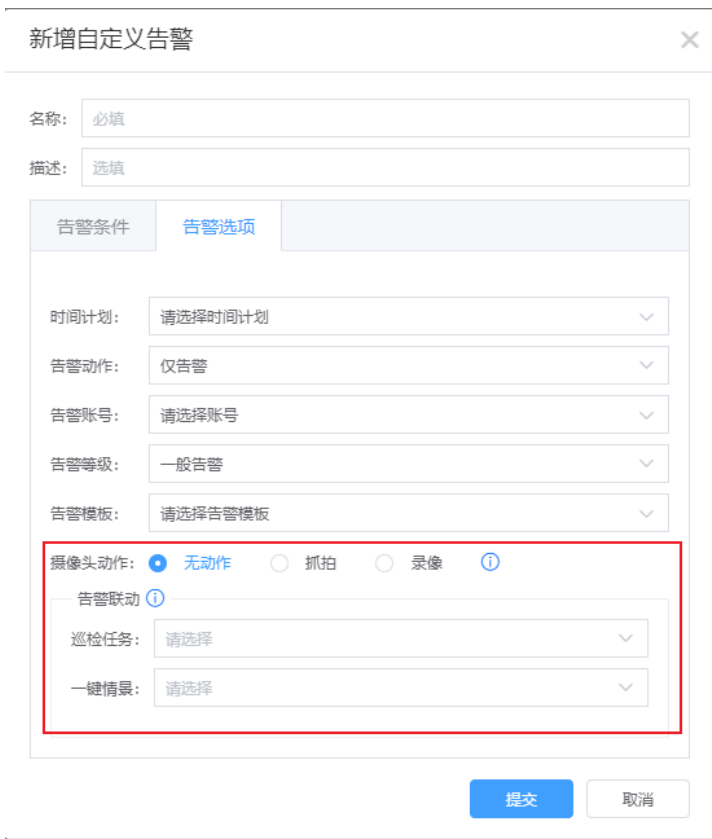 新增自定义告警
名称: 必填
描述: 选填
告警条件 告警选项
时间计划: 请选择时间计划
告警动作: 仅告警
告警账号: 请选择账号
告警等级: 一般告警
告警模板: 请选择告警模板
摄像头动作: 无动作 抓拍 录像
告警联动
巡检任务: 请选择
一键情景: 请选择
提交 取消